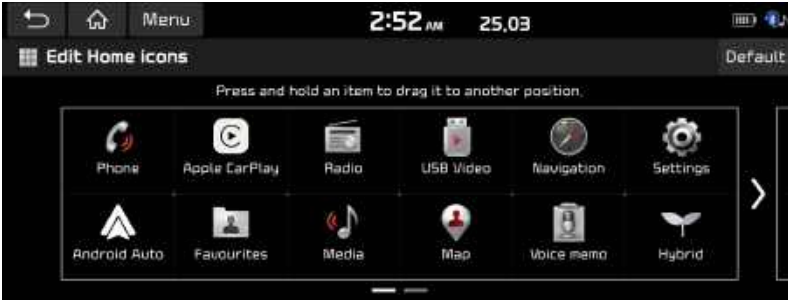 Menu 2:52 AM 25.03
Edit Home icons Default
Press and hold an item to drag it to another position.
Phone Apple CarPlay Radio USB Video Navigation Settings
Android Auto Favourites Media Map Voice memo Hybrid